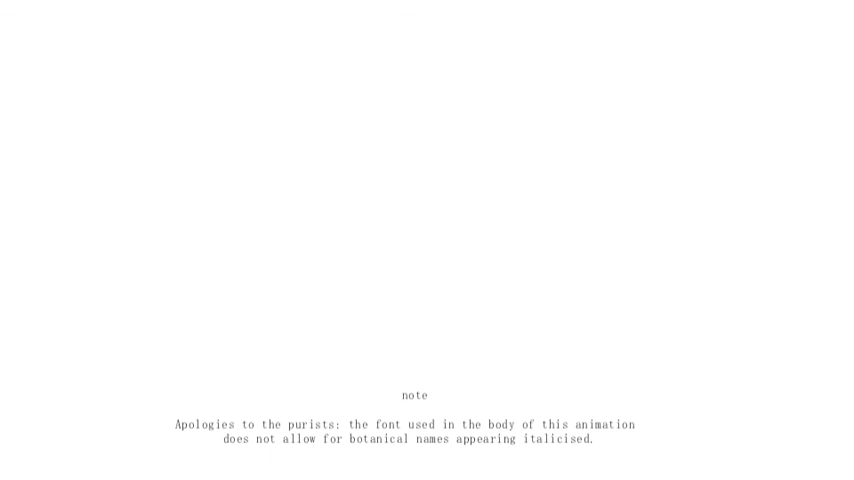 note
Apologies to the purists: the font used in the body of this animation
does not allow for botanical names appearing italicised.